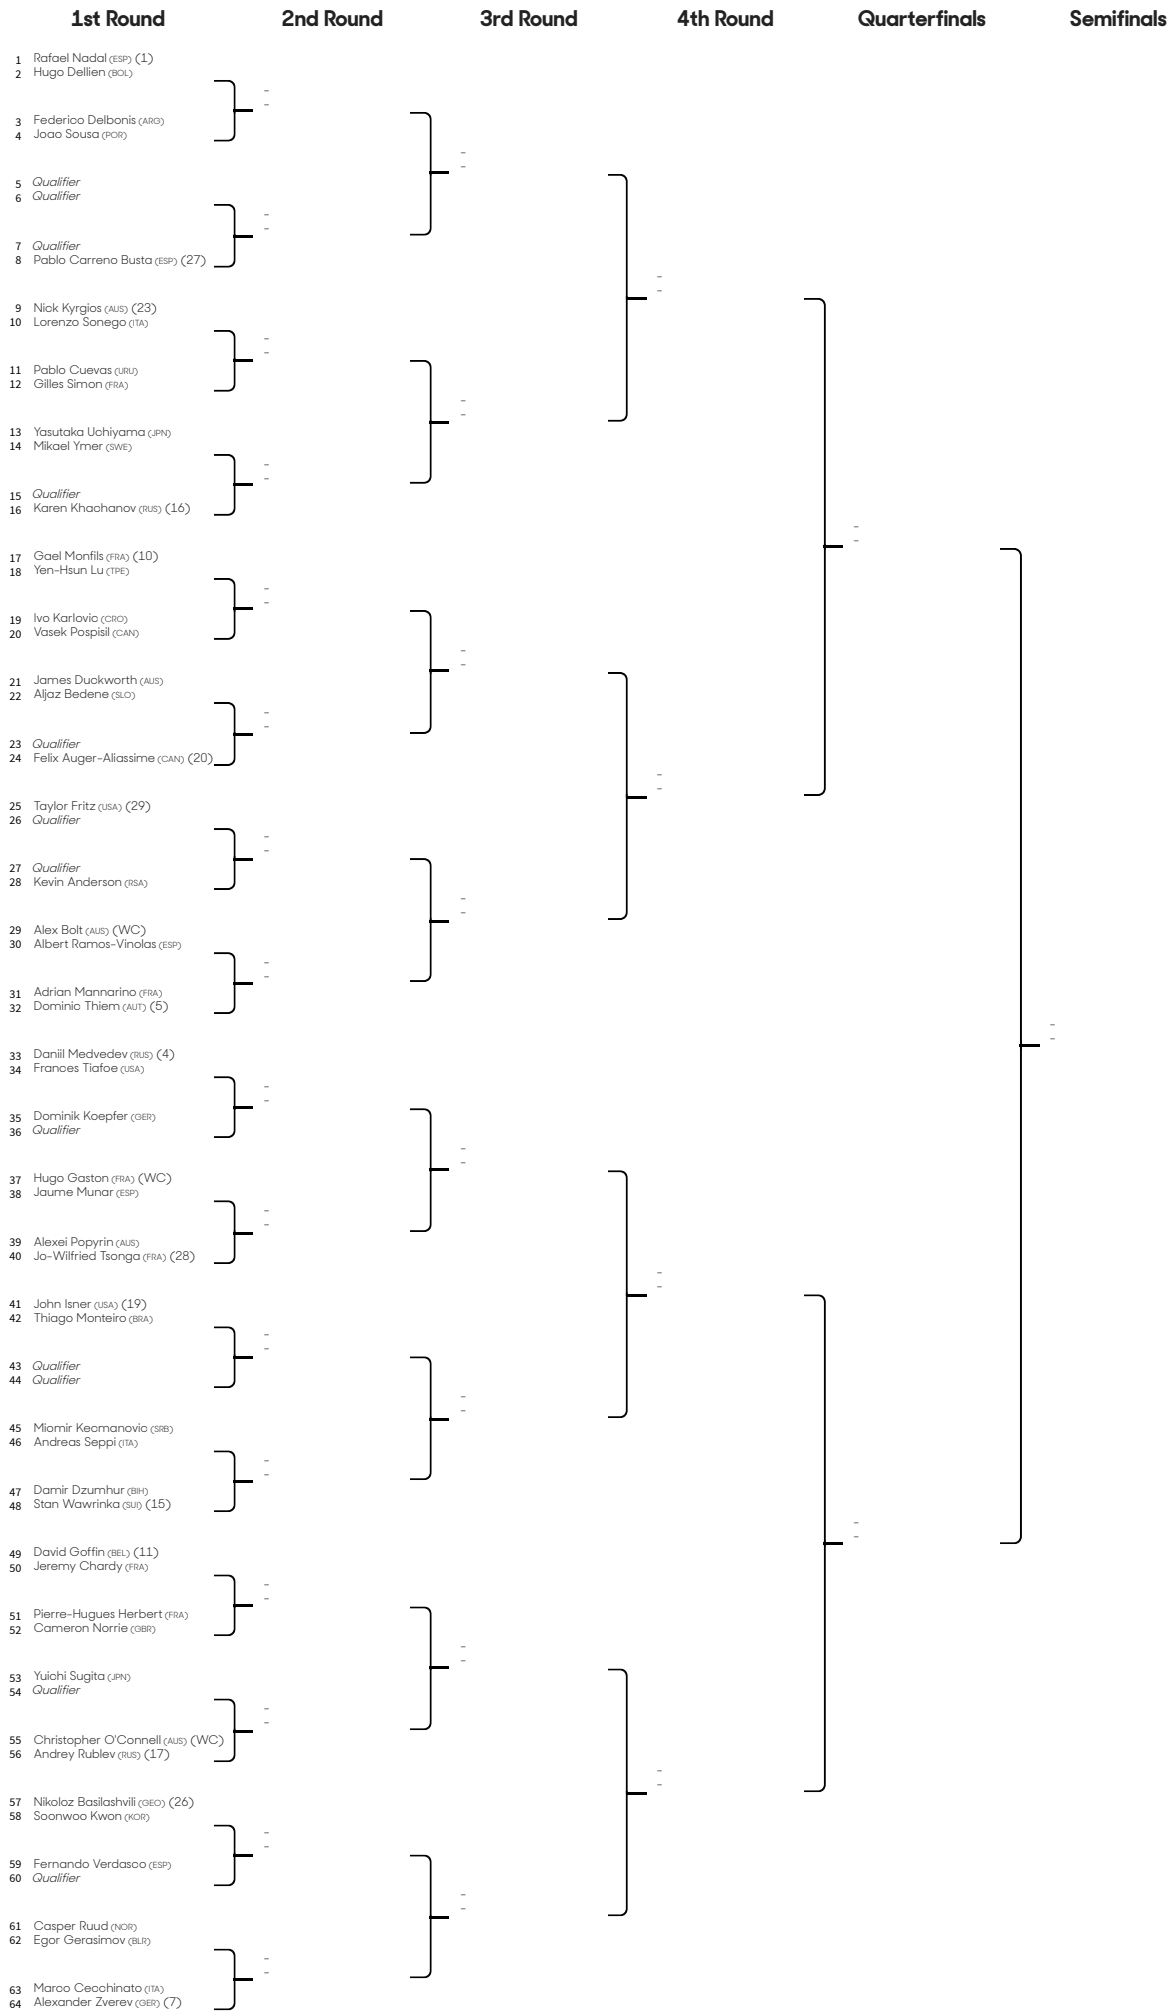 1st Round 2nd Round 3rd Round 4th Round Quarterfinals Semifinals
1 Rafael Nadal (ESP) (1)
2 Hugo Dellien (BOL)
3 Federico Delbonis (ARG)
4 Joao Sousa (POR)
5 Qualifier
6 Qualifier
7 Qualifier
8 Pablo Carreno Busta (ESP) (27)
9 Nick Kyrgios (AUS) (23)
10 Lorenzo Sonego (ITA)
11 Pablo Cuevas (URU)
12 Gilles Simon (FRA)
13 Yasutaka Uchiyama (JPN)
14 Mikael Ymer (SWE)
15 Qualifier
16 Karen Khachanov (RUS) (16)
17 Gael Monfils (FRA) (10)
18 Yen-Hsun Lu (TPE)
19 Ivo Karlovic (CRO)
20 Vasek Pospisil (CAN)
21 James Duckworth (AUS)
22 Aljaz Bedene (SLO)
23 Qualifier
24 Felix Auger-Aliassime (CAN) (20)
25 Taylor Fritz (USA) (29)
26 Qualifier
27 Qualifier
28 Kevin Anderson (RSA)
29 Alex Bolt (AUS) (WC)
30 Albert Ramos-Vinolas (ESP)
31 Adrian Mannarino (FRA)
32 Dominic Thiem (AUT) (5)
33 Daniil Medvedev (RUS) (4)
34 Frances Tiafoe (USA)
35 Dominik Koepfer (GER)
36 Qualifier
37 Hugo Gaston (FRA) (WC)
38 Jaume Munar (ESP)
39 Alexei Popyrin (AUS)
40 Jo-Wilfried Tsonga (FRA) (28)
41 John Isner (USA) (19)
42 Thiago Monteiro (BRA)
43 Qualifier
44 Qualifier
45 Miomir Kecmanovic (SRB)
46 Andreas Seppi (ITA)
47 Damir Dzumhur (BIH)
48 Stan Wawrinka (SUI) (15)
49 David Goffin (BEL) (11)
50 Jeremy Chardy (FRA)
51 Pierre-Hugues Herbert (FRA)
52 Cameron Norrie (GBR)
53 Yuichi Sugita (JPN)
54 Qualifier
55 Christopher O'Connell (AUS) (WC)
56 Andrey Rublev (RUS) (17)
57 Nikoloz Basilashvili (GEO) (26)
58 Soonwoo Kwon (KOR)
59 Fernando Verdasco (ESP)
60 Qualifier
61 Casper Ruud (NOR)
62 Egor Gerasimov (BLR)
63 Marco Cecchinato (ITA)
64 Alexander Zverev (GER) (7)